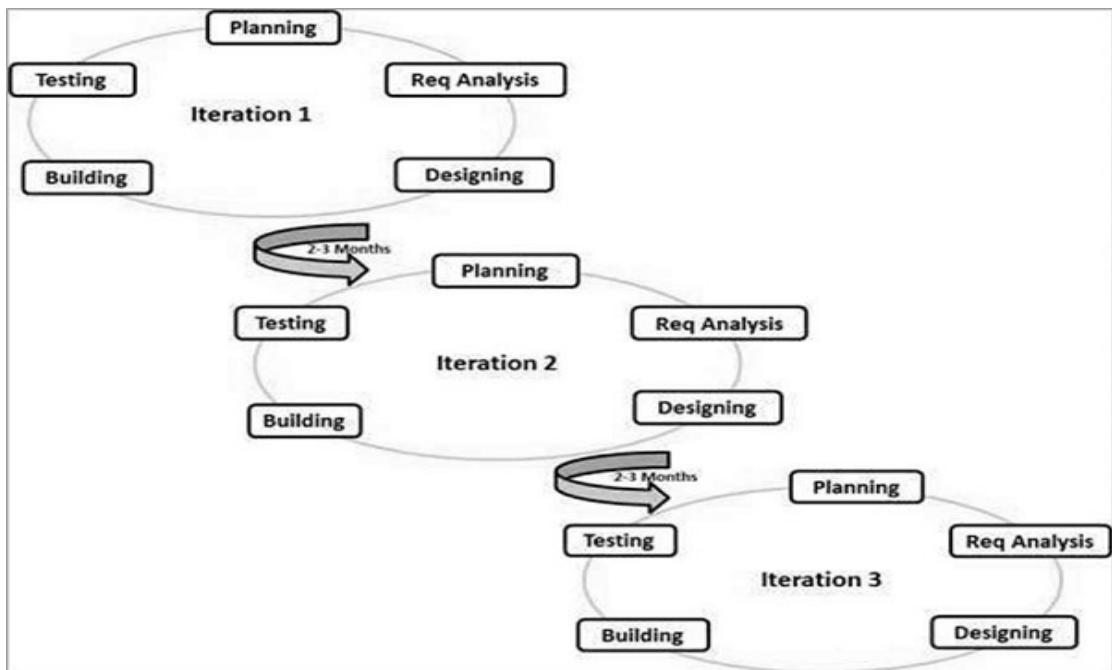 Planning
Testing
Req Analysis
Iteration 1
Building
Designing
2-3 Months
Planning
Testing
Req Analysis
Iteration 2
Building
Designing
2-3 Months
Planning
Testing
Req Analysis
Iteration 3
Building
Designing